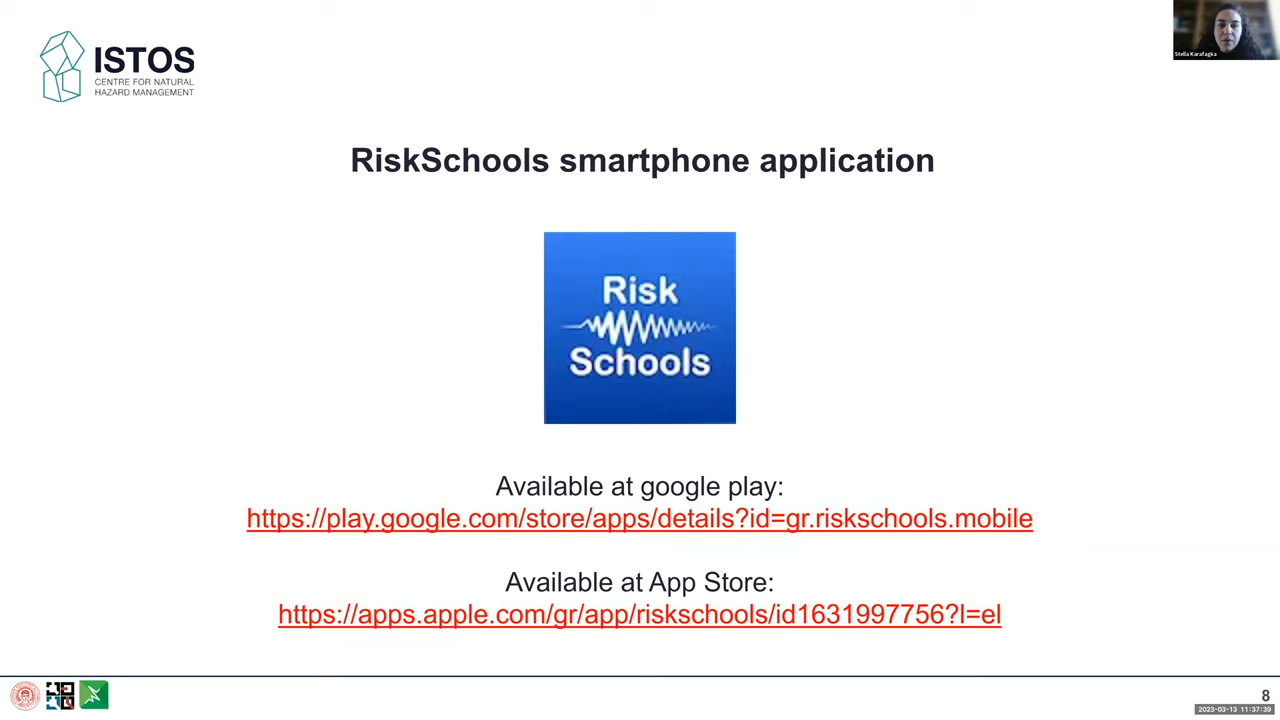 ISTOS
CENTRE FOR NATURAL
HAZARD MANAGEMENT
Stella Karafagka
RiskSchools smartphone application
Risk
Schools
Available at google play:
https://play.google.com/store/apps/details?id=gr.riskschools.mobile
Available at App Store:
https://apps.apple.com/gr/app/riskschools/id1631997756?l=el
8
2023-03-13 11:37:39